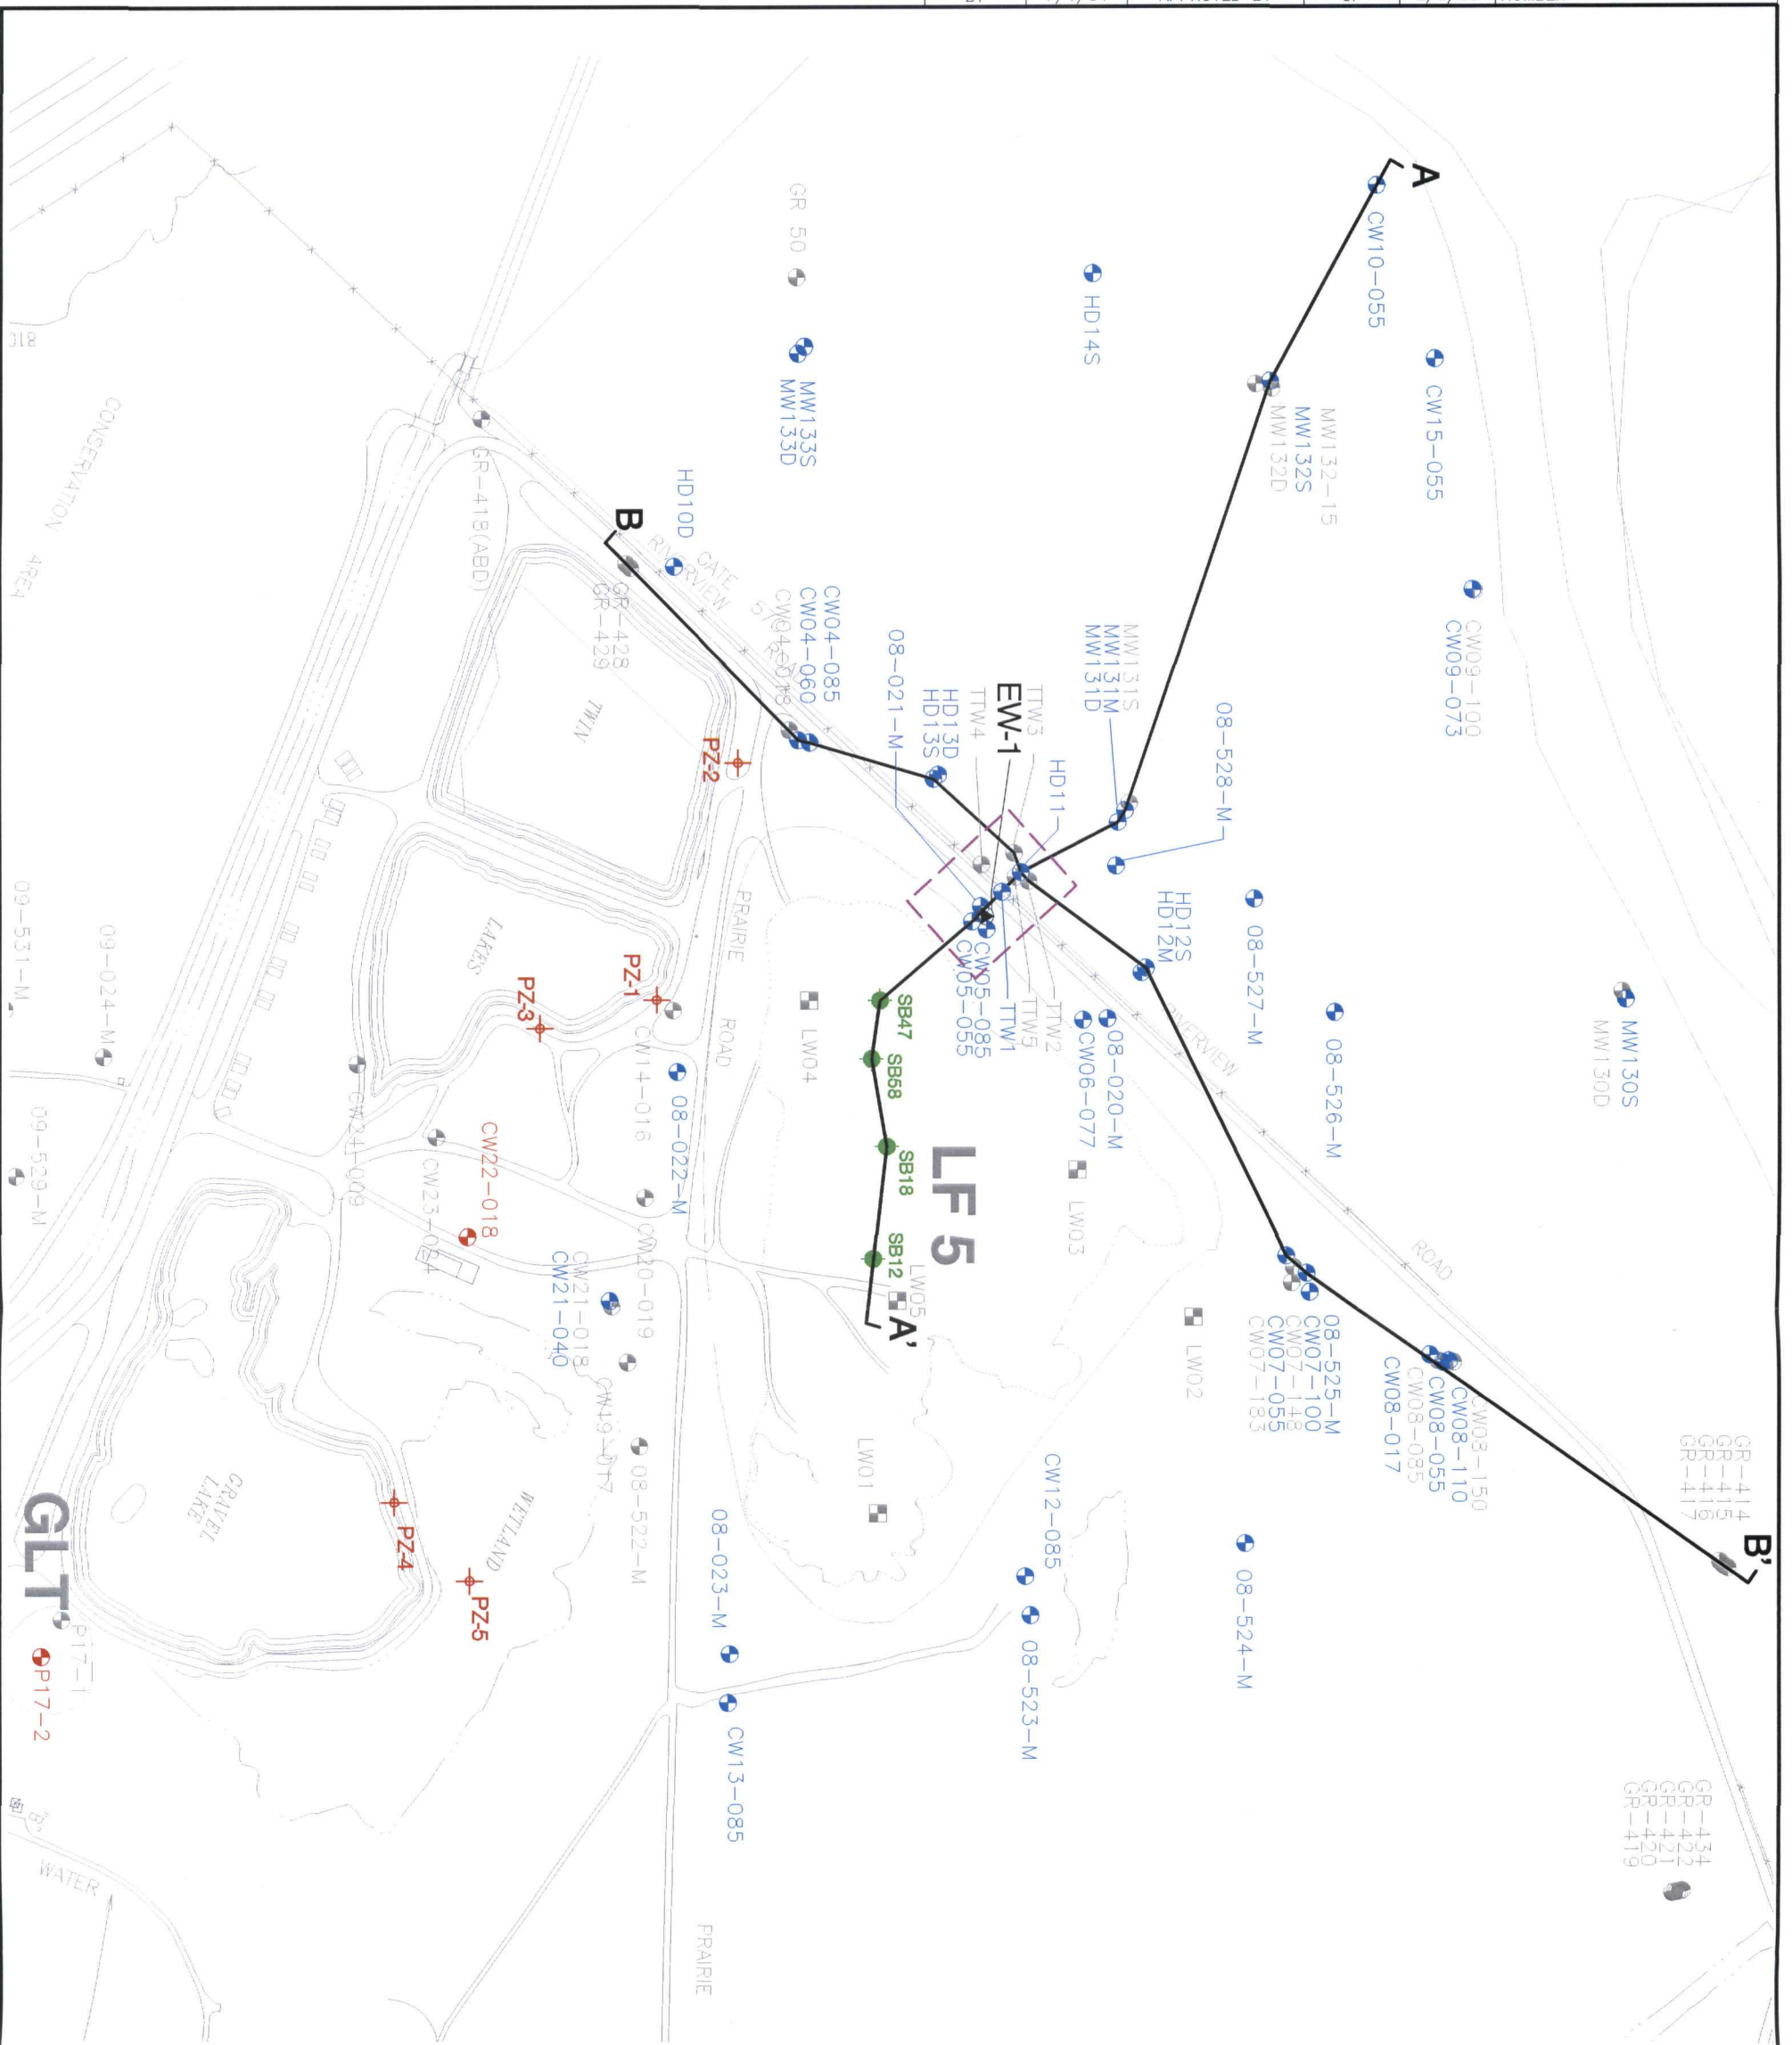 A
CW10-055
CW15-055
HD14S
GR 50
MW133S
MW133D
MW132-15
MW132S
MW132D
CW09-100
CW09-073
GR-418(ABD)
CONSERVATION AREA
018
HD10D
B
GATE
RIVERVIEW
ROAD
GR-428
GR-429
CW04-085
CW04-060
CW04-018
08-021-M
HD13D
HD13S
EW-1
TTW3
TTW4
HD11
MW131S
MW131M
MW131D
08-528-M
TWIN
LAKES
PZ-2
PRAIRIE
ROAD
HD12S
HD12M
08-527-M
08-526-M
MW130S
MW130D
RIVERVIEW
ROAD
CW05-085
CW05-055
TTW1
TTW5
TTW2
08-020-M
CW06-077
SB47
SB58
SB18
SB12
A'
LF 5
LW04
LW03
LW05
LW02
LW01
PZ-1
PZ-3
CW14-016
08-022-M
CW24-009
CW23-024
CW22-018
CW20-019
CW21-018
CW21-040
CW19-017
08-522-M
09-531-M
09-024-M
09-529-M
08-525-M
CW07-100
CW07-148
CW07-055
CW07-183
CW08-017
CW08-150
CW08-110
CW08-055
CW08-085
GR-414
GR-415
GR-416
GR-417
B'
CW12-085
08-523-M
08-524-M
08-023-M
CW13-085
WETLAND
GRAVEL
LAKE
PZ-4
PZ-5
GLT
P17-1
P17-2
GR-434
GR-422
GR-421
GR-420
GR-419
WATER
PRAIRIE